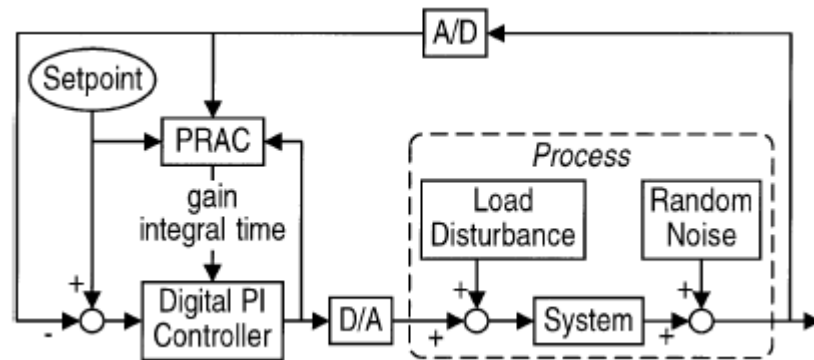 A/D
Setpoint
+
-
PRAC
gain
integral time
Digital PI
Controller
D/A
Process
Load
Disturbance
Random
Noise
+
+
System
+
+